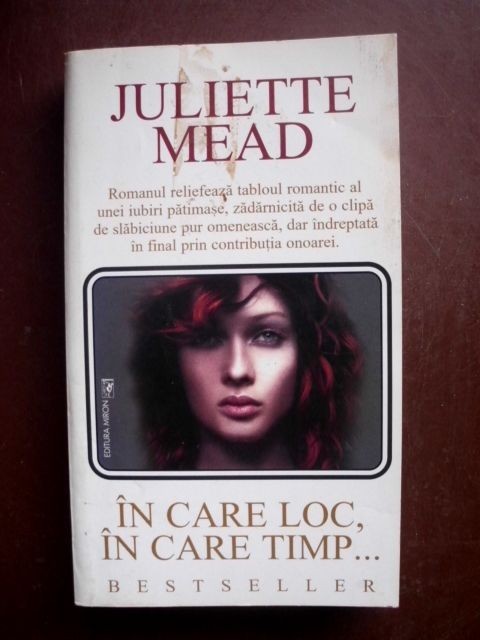 JULIETTE
MEAD
Romanul reliefează tabloul romantic al
unei iubiri pătimașe, zădărnicită de o clipă
de slăbiciune pur omenească, dar îndreptată
în final prin contribuția onoarei.
EDITURA MIRON
ÎN CARE LOC,
ÎN CARE TIMP...
BESTSELLER